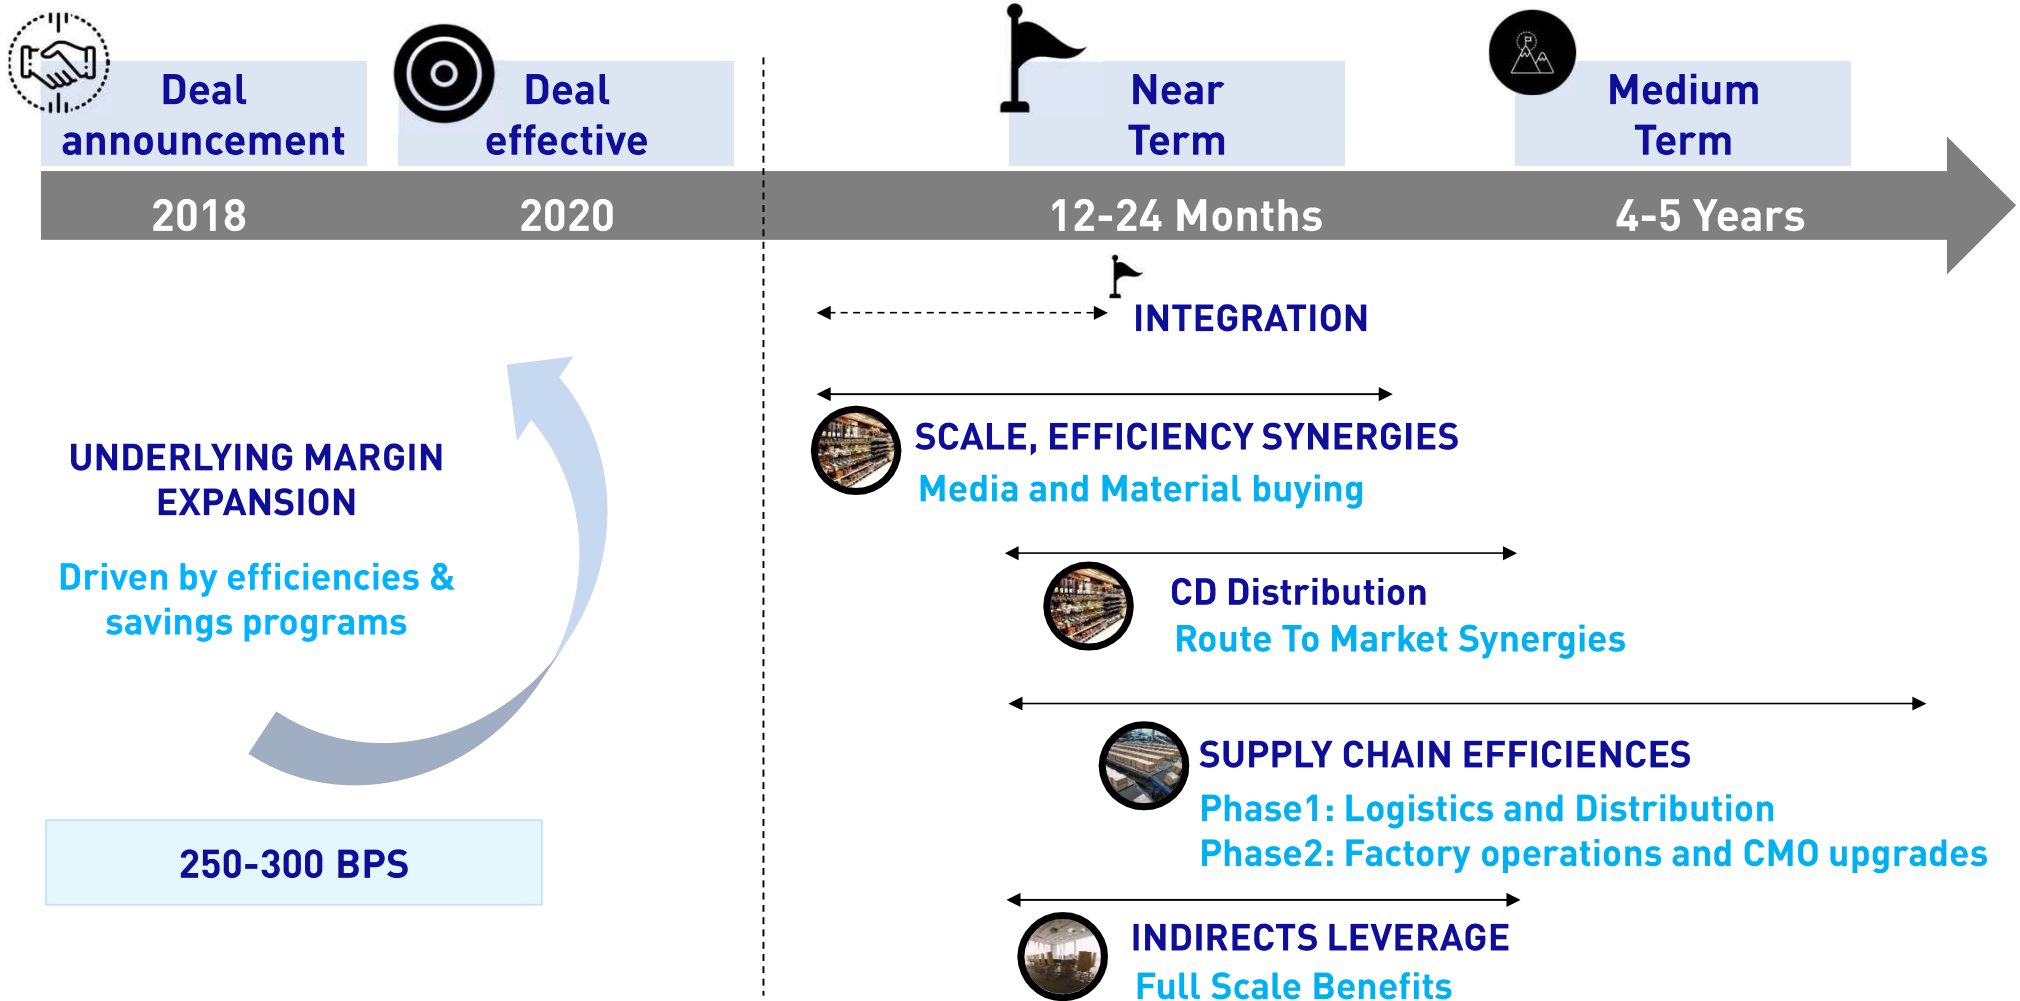 Deal
announcement
Deal
effective
Near
Term
Medium
Term
2018
2020
12-24 Months
4-5 Years
INTEGRATION
UNDERLYING MARGIN
EXPANSION
Driven by efficiencies &
savings programs
250-300 BPS
SCALE, EFFICIENCY SYNERGIES
Media and Material buying
CD Distribution
Route To Market Synergies
SUPPLY CHAIN EFFICIENCES
Phase1: Logistics and Distribution
Phase2: Factory operations and CMO upgrades
INDIRECTS LEVERAGE
Full Scale Benefits